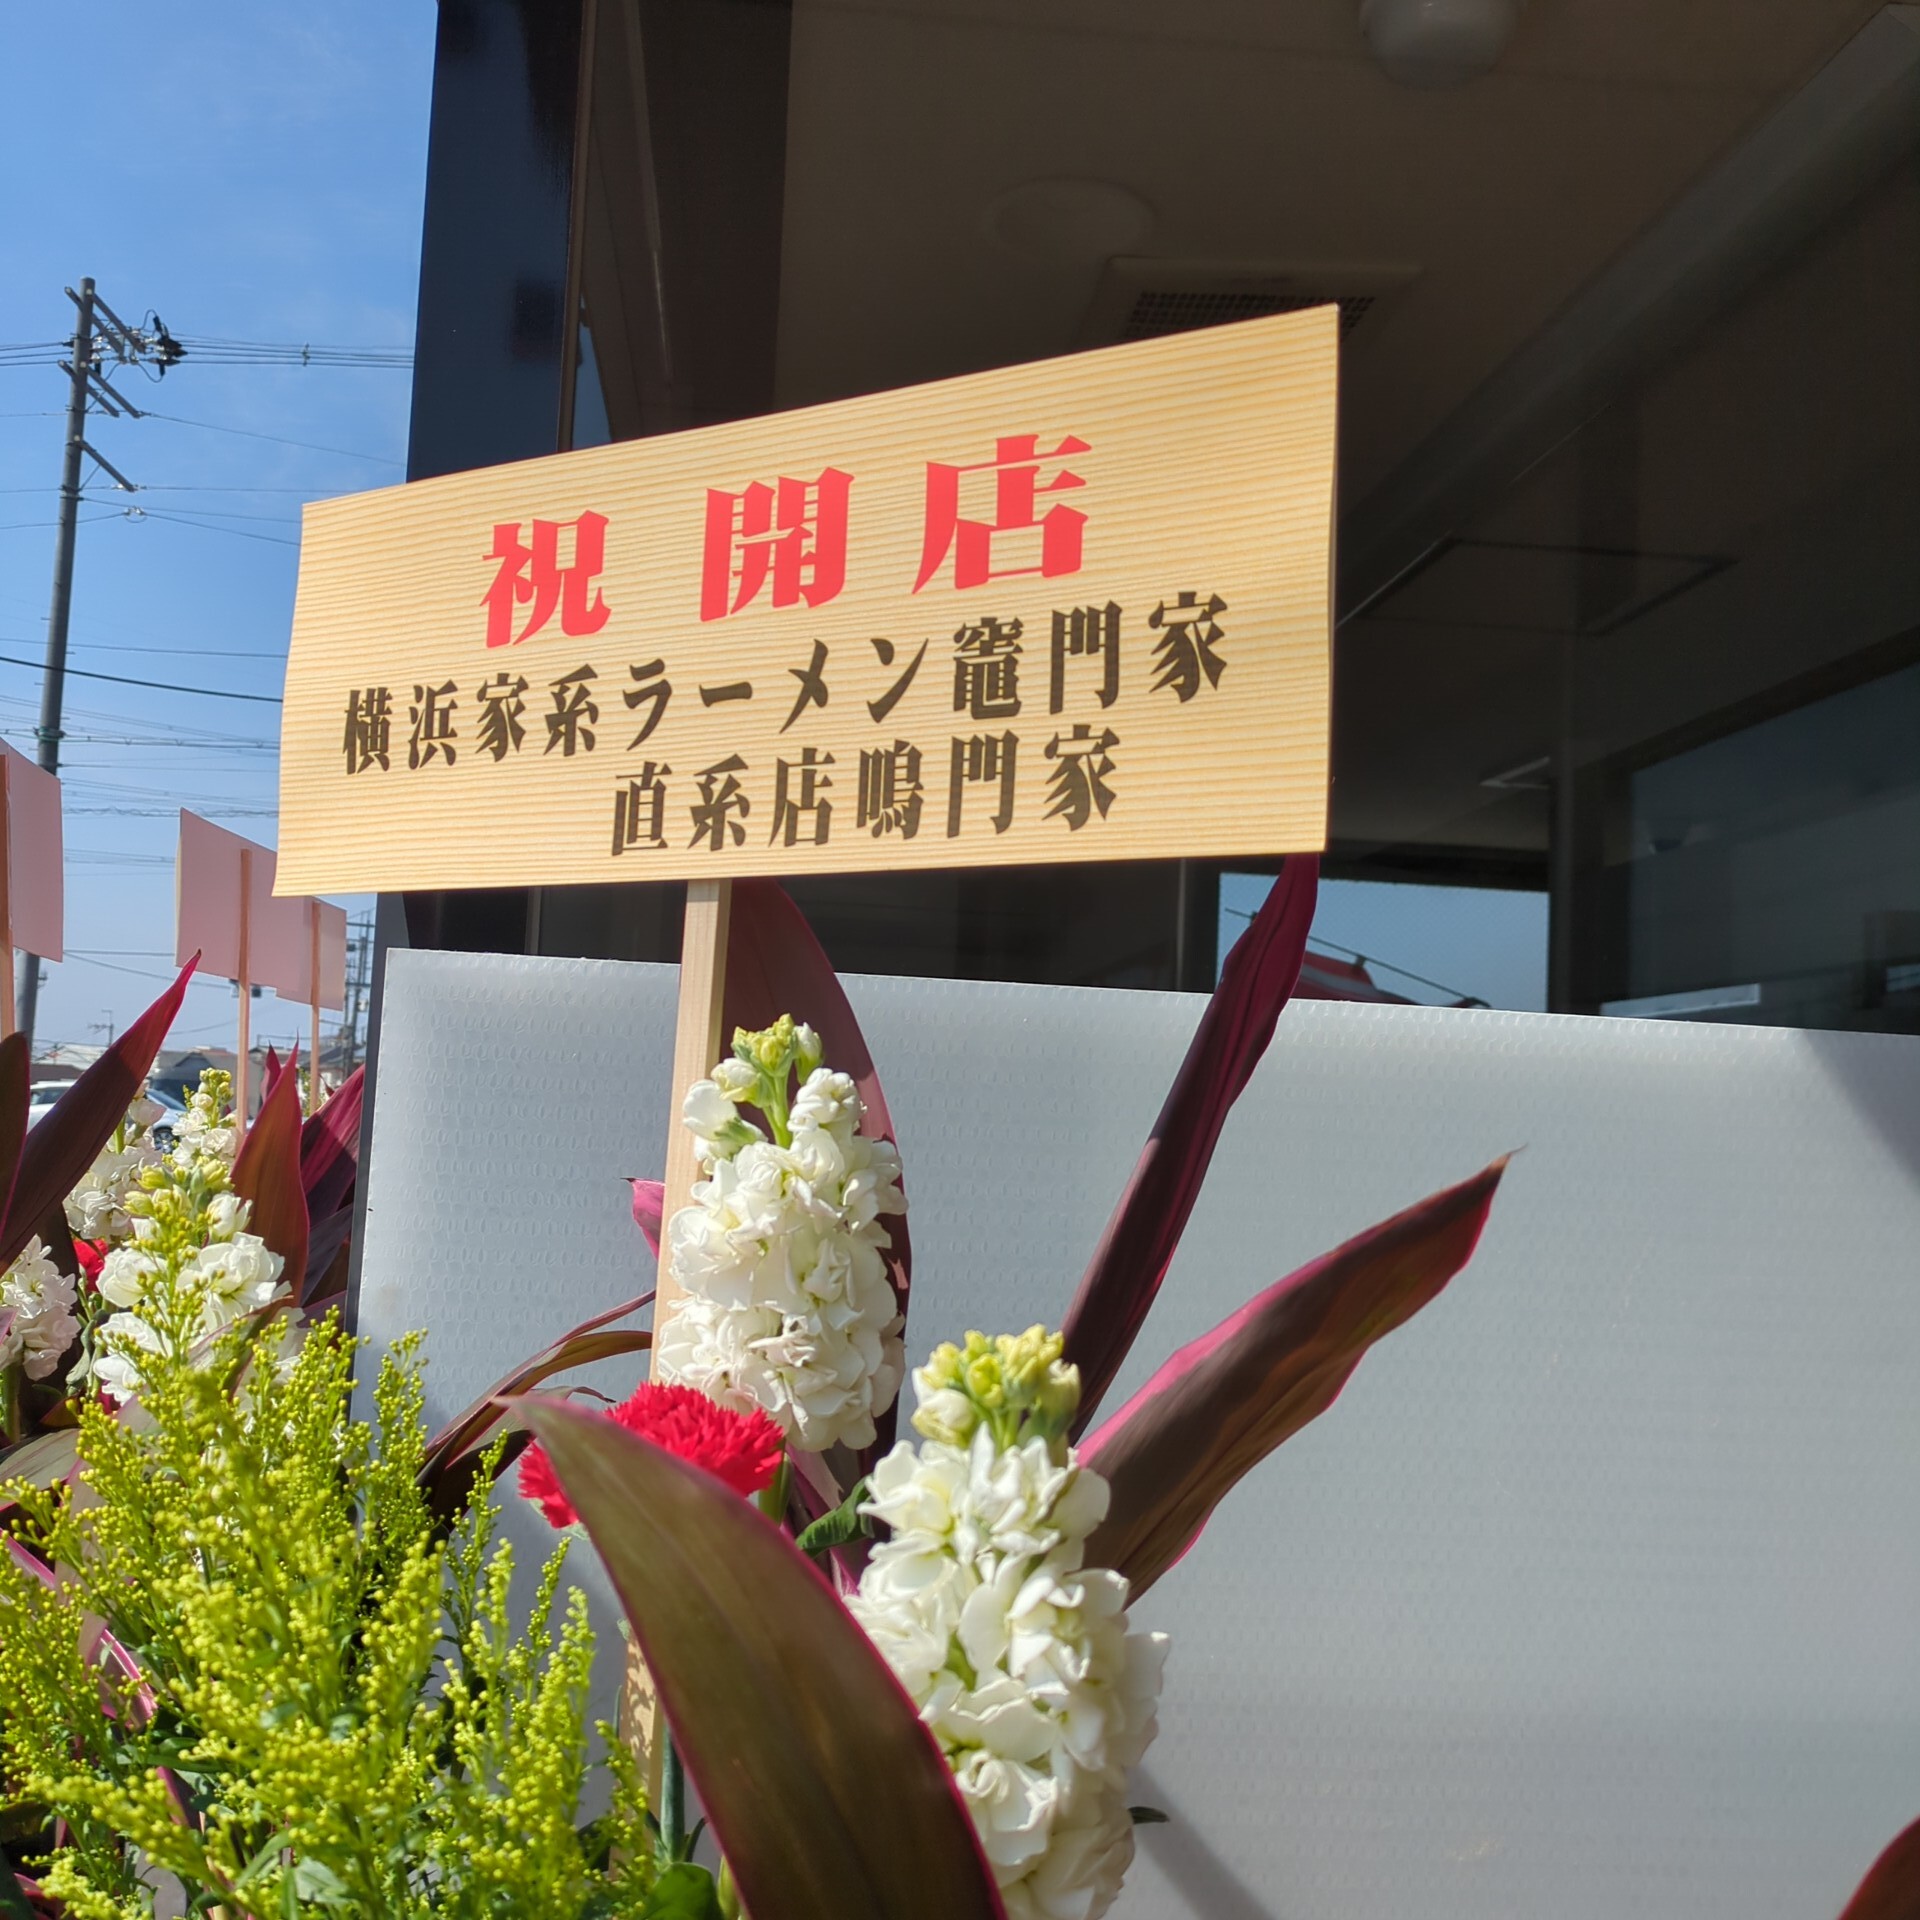 祝 開店
横浜家系ラーメン竈門家
直系店鳴門家